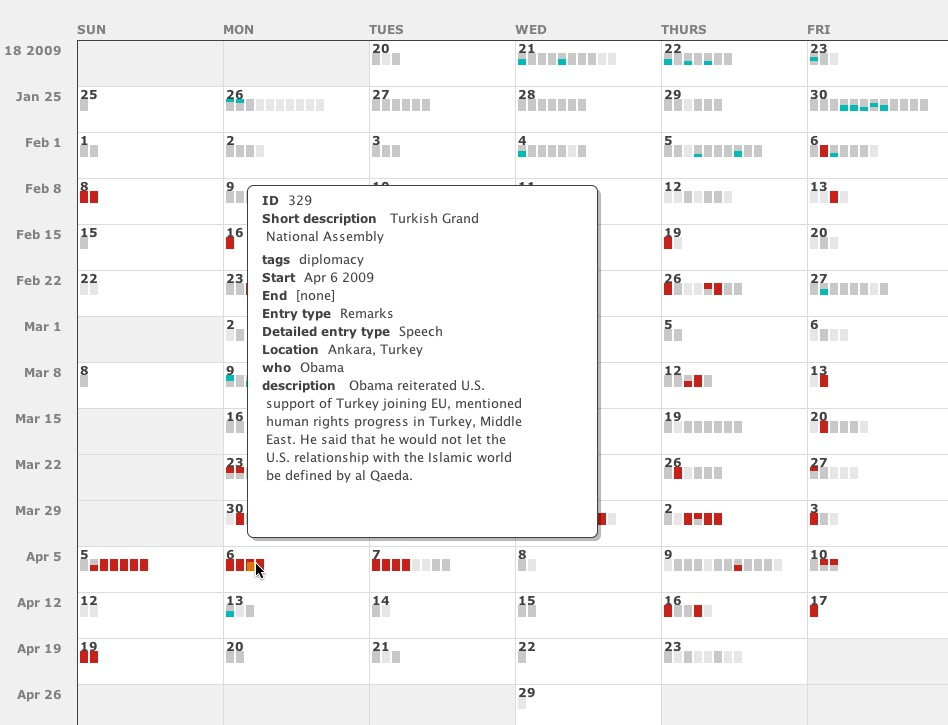 SUN MON TUES WED THURS FRI
18 2009 20 21 22 23
Jan 25 25 26 27 28 29 30
Feb 1 1 2 3 4 5 6
Feb 8 8 9 12 13
Feb 15 15 16 19 20
Feb 22 22 23 26 27
Mar 1 2 5 6
Mar 8 8 9 12 13
Mar 15 16 19 20
Mar 22 23 26 27
Mar 29 30 2 3
Apr 5 5 6 7 8 9 10
Apr 12 12 13 14 15 16 17
Apr 19 19 20 21 22 23
Apr 26 29
ID 329
Short description Turkish Grand
National Assembly
tags diplomacy
Start Apr 6 2009
End [none]
Entry type Remarks
Detailed entry type Speech
Location Ankara, Turkey
who Obama
description Obama reiterated U.S.
support of Turkey joining EU, mentioned
human rights progress in Turkey, Middle
East. He said that he would not let the
U.S. relationship with the Islamic world
be defined by al Qaeda.